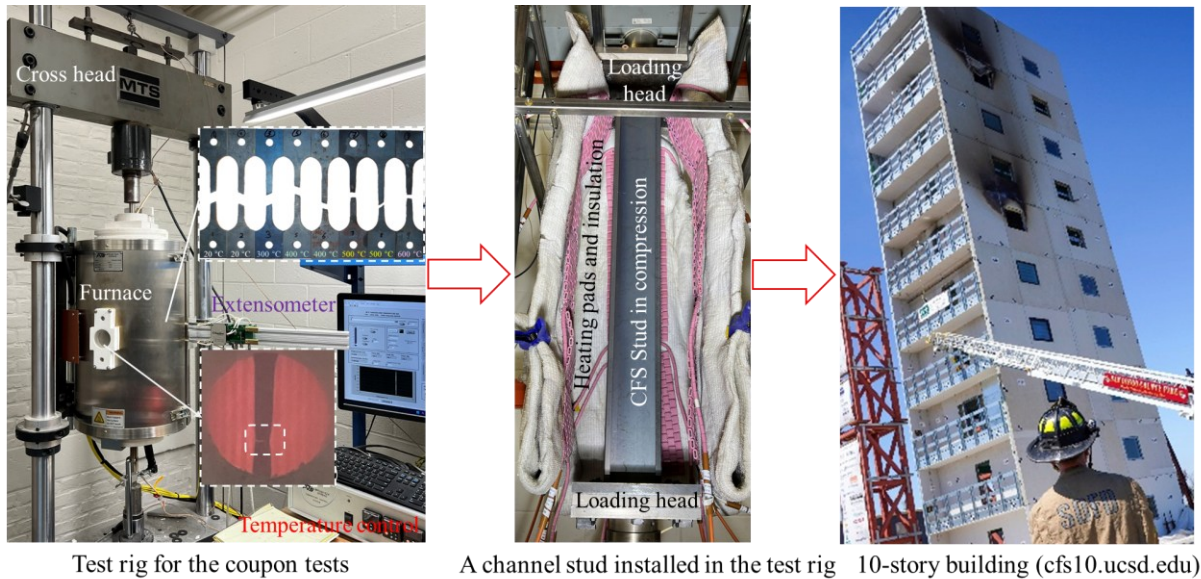 Cross head
MTS
20 °C 20 °C 300 °C 400 °C 400 °C 500 °C 500 °C 600 °C
Furnace
Extensometer
Temperature control
Loading
head
Heating pads and insulation
CFS Stud in compression
Loading head
SAN DIEGO
SDFD
Test rig for the coupon tests
A channel stud installed in the test rig
10-story building (cfs10.ucsd.edu)